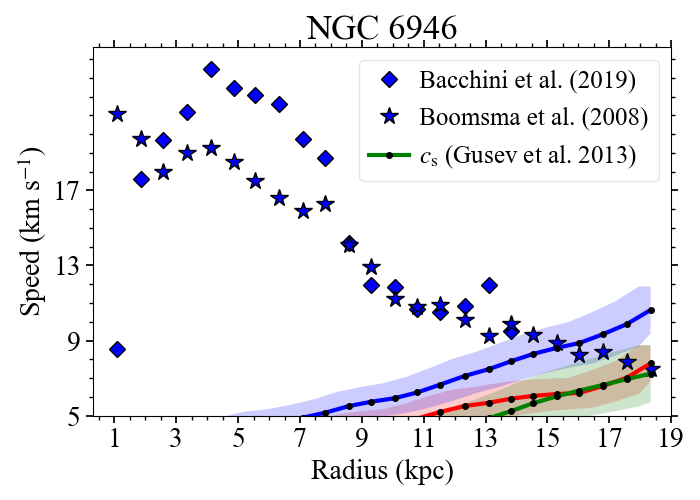 NGC 6946
Bacchini et al. (2019)
Boomsma et al. (2008)
cₛ (Gusev et al. 2013)
Speed (km s⁻¹)
17
13
9
5
1 3 5 7 9 11 13 15 17 19
Radius (kpc)